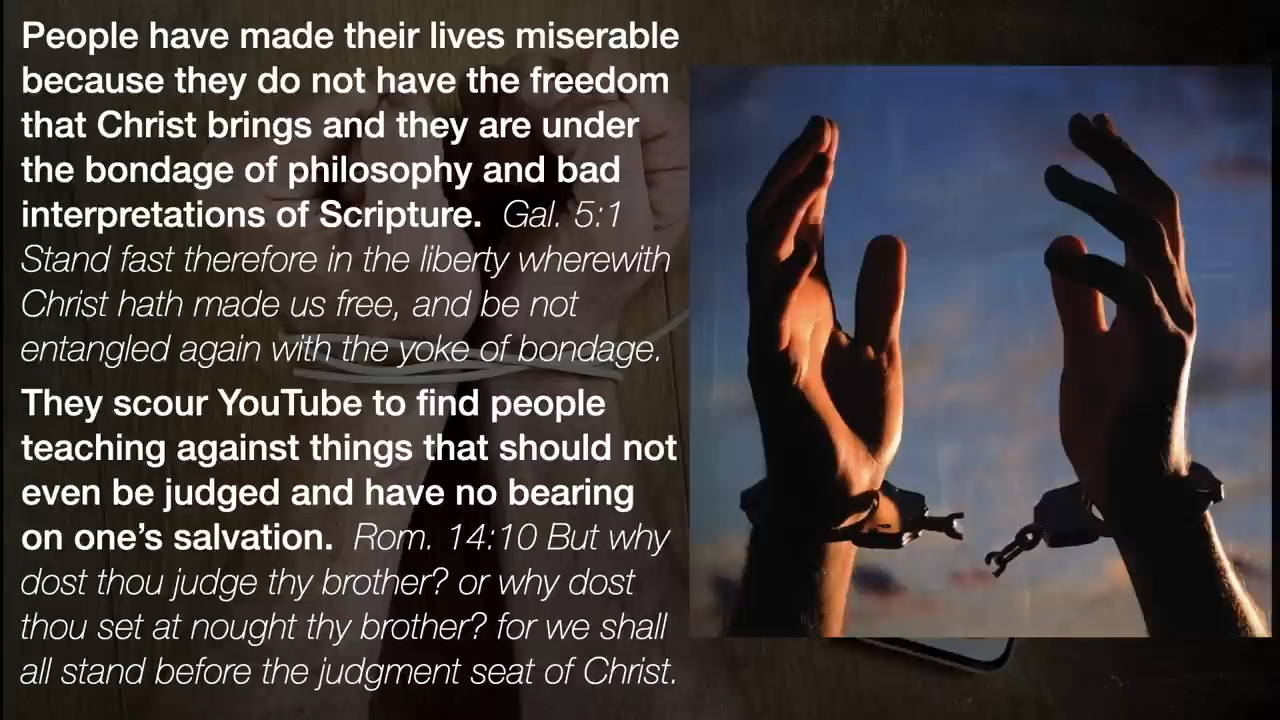 People have made their lives miserable
because they do not have the freedom
that Christ brings and they are under
the bondage of philosophy and bad
interpretations of Scripture.  Gal. 5:1
Stand fast therefore in the liberty wherewith
Christ hath made us free, and be not
entangled again with the yoke of bondage.
They scour YouTube to find people
teaching against things that should not
even be judged and have no bearing
on one’s salvation.  Rom. 14:10 But why
dost thou judge thy brother? or why dost
thou set at nought thy brother? for we shall
all stand before the judgment seat of Christ.